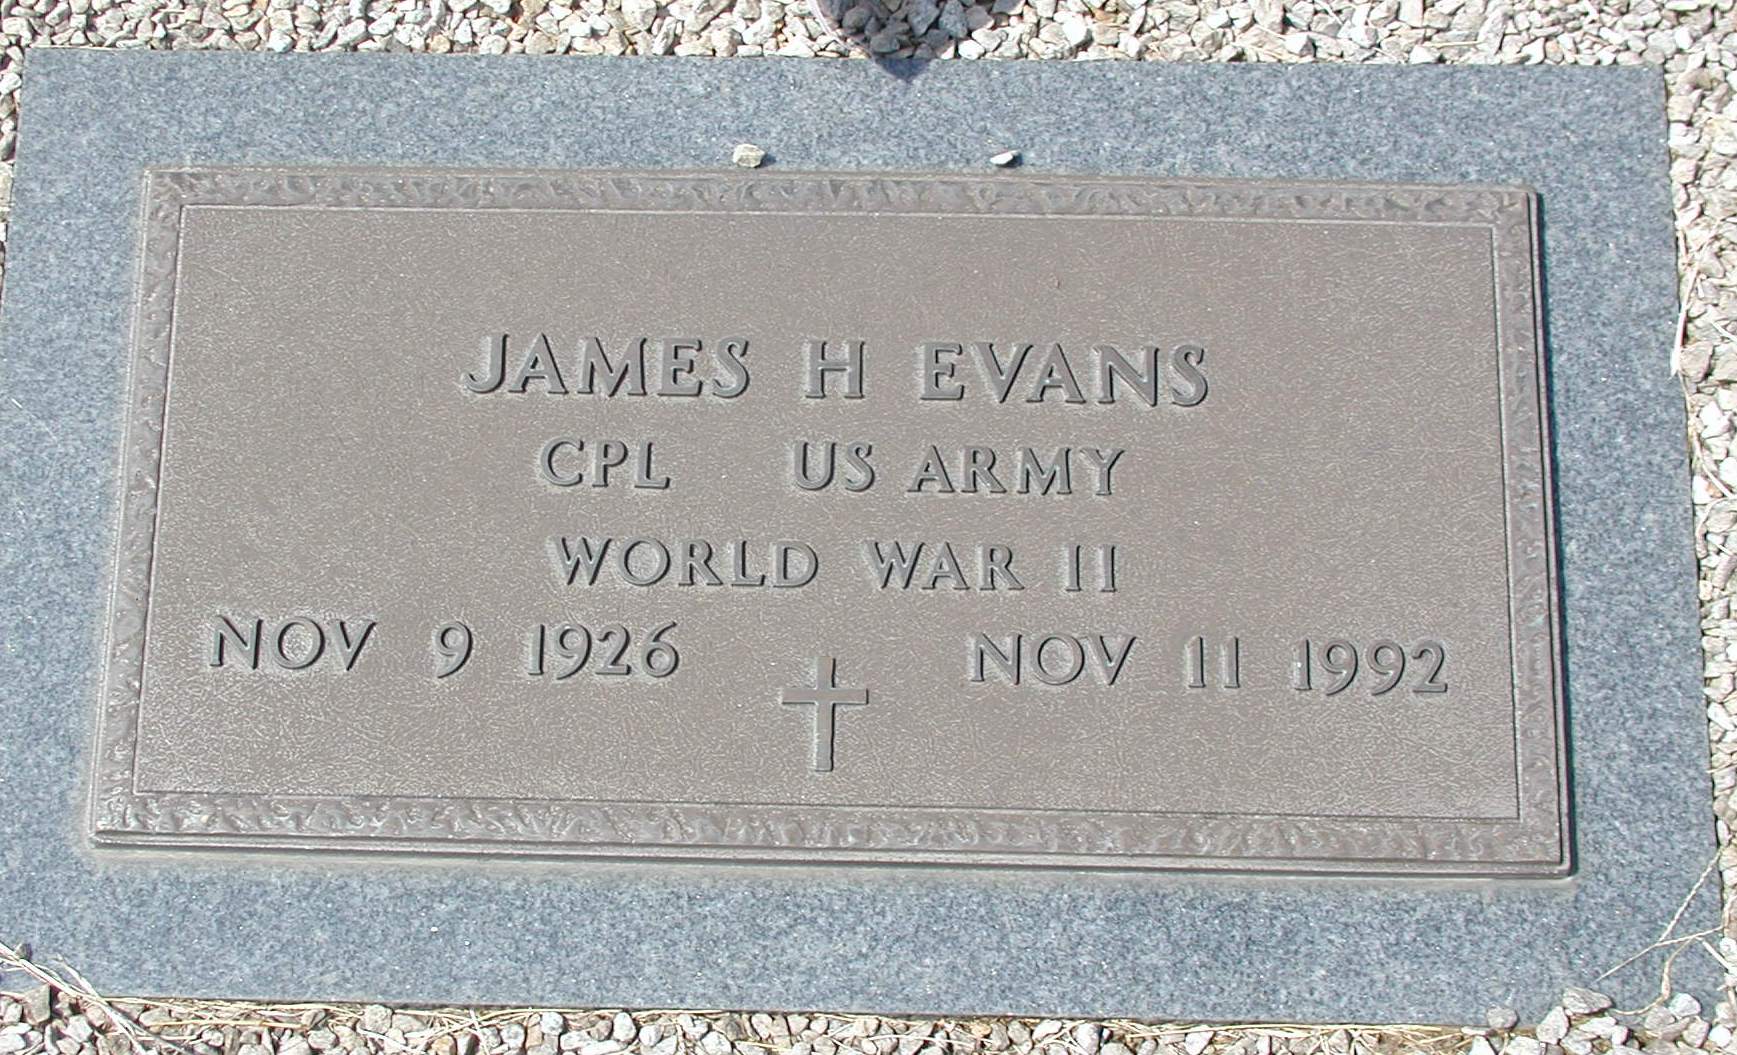 JAMES H EVANS
CPL US ARMY
WORLD WAR II
NOV 9 1926 NOV 11 1992